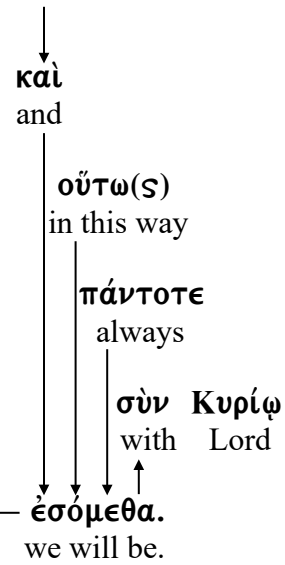 καὶ
and
οὕτω(ς)
in this way
πάντοτε
always
σὺν Κυρίῳ
with Lord
ἐσόμεθα.
we will be.